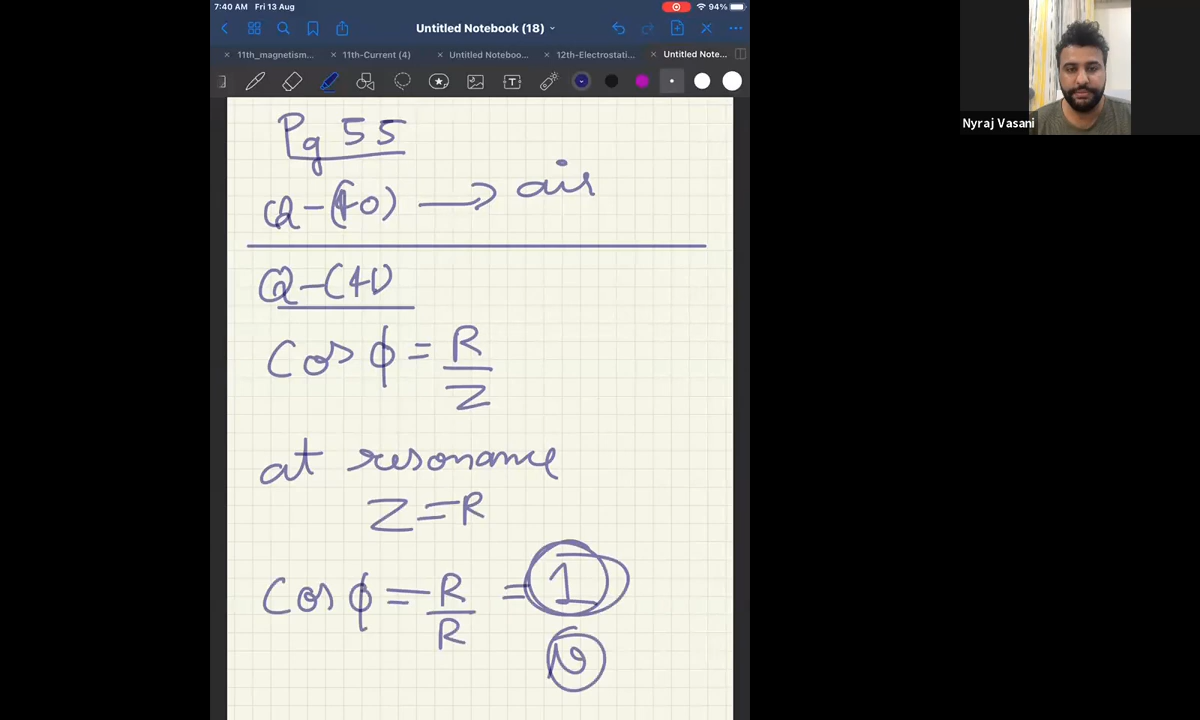 7:40 AM Fri 13 Aug
94%
Untitled Notebook (18)
11th_magnetism...
11th-Current (4)
Untitled Noteboo...
12th-Electrostati...
Untitled Note...
Nyraj Vasani
Pg 55
Q-(40) → air
Q-(41)
Cos ϕ = R/Z
at resonance
Z = R
Cos ϕ = R/R = 1